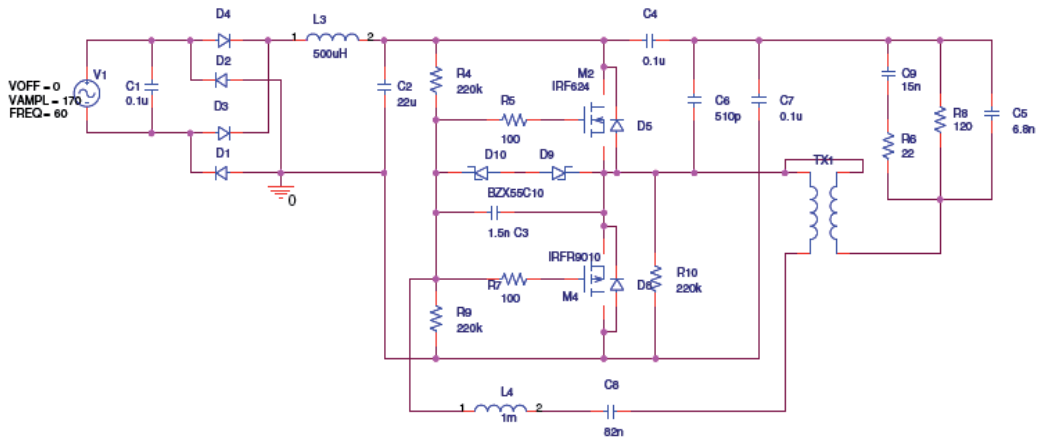 D4
L3
1
2
500uH
C4
0.1u
V1
VOFF = 0
VAMPL = 170
FREQ = 60
C1
0.1u
D2
D3
D1
0
C2
22u
R4
220k
R5
100
M2
IRF624
D5
D10
D9
BZX55C10
1.5n C3
C6
510p
C7
0.1u
C9
15n
R6
22
R8
120
C5
6.8n
TX1
IRFR9010
R7
100
M4
R10
220k
R9
220k
L4
1
2
1m
C8
82n